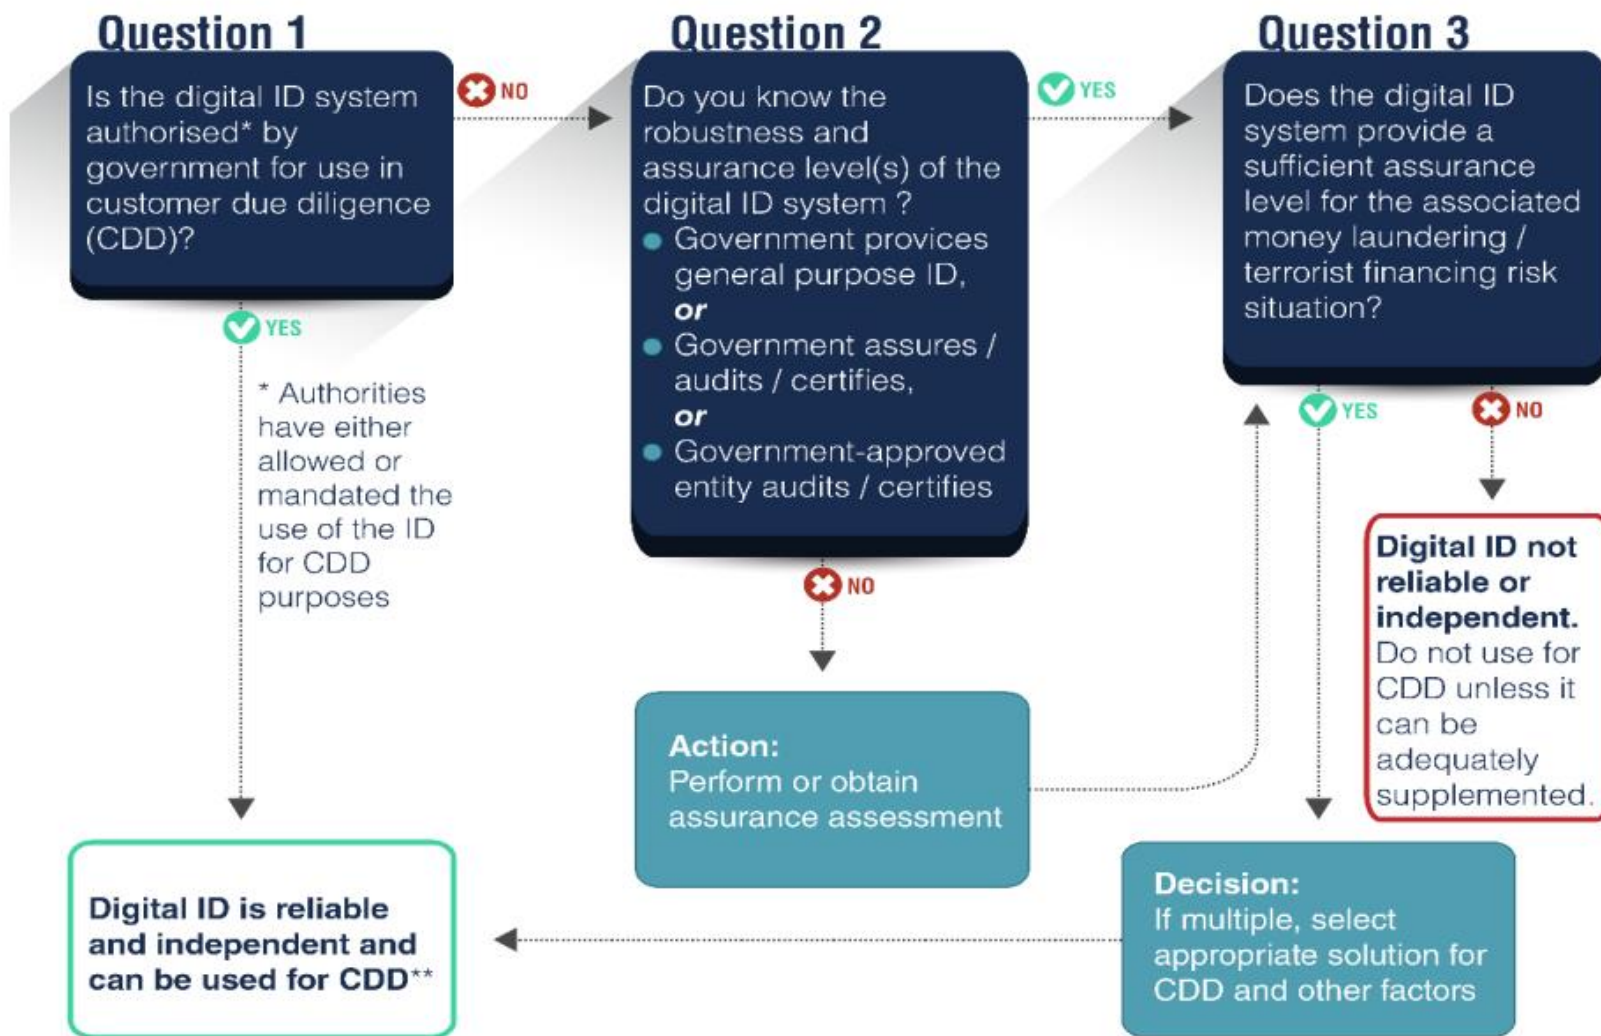 Question 1
Is the digital ID system
authorised* by
government for use in
customer due diligence
(CDD)?
NO
YES
* Authorities
have either
allowed or
mandated the
use of the ID
for CDD
purposes
Question 2
Do you know the
robustness and
assurance level(s) of the
digital ID system ?
Government provices
general purpose ID,
or
Government assures /
audits / certifies,
or
Government-approved
entity audits / certifies
YES
NO
Question 3
Does the digital ID
system provide a
sufficient assurance
level for the associated
money laundering /
terrorist financing risk
situation?
YES
NO
Digital ID not
reliable or
independent.
Do not use for
CDD unless it
can be
adequately
supplemented.
Action:
Perform or obtain
assurance assessment
Decision:
If multiple, select
appropriate solution for
CDD and other factors
Digital ID is reliable
and independent and
can be used for CDD**